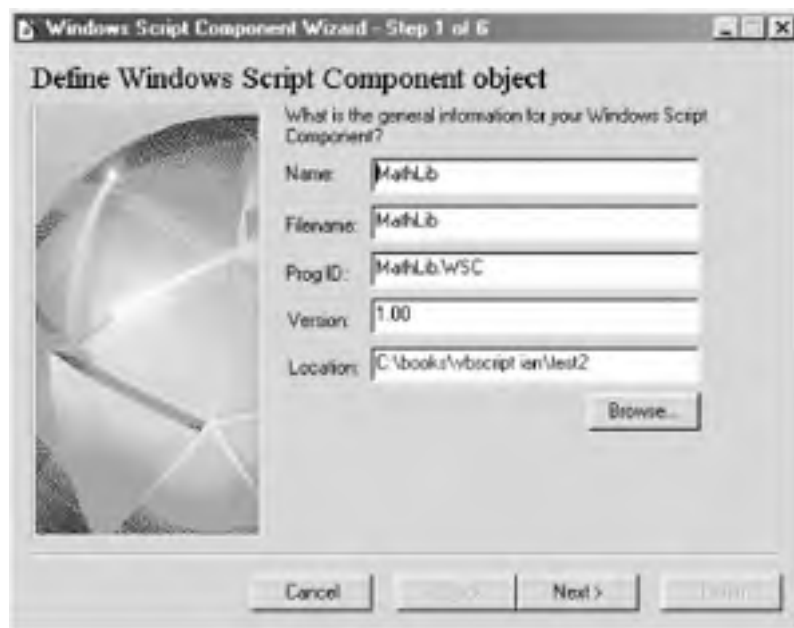 Windows Script Component Wizard - Step 1 of 6
Define Windows Script Component object
What is the general information for your Windows Script
Component?
Name: MathLib
Filename: MathLib
Prog ID: MathLib.WSC
Version: 1.00
Location: C:\books\vbscript ian\test2
Browse...
Cancel
Next >